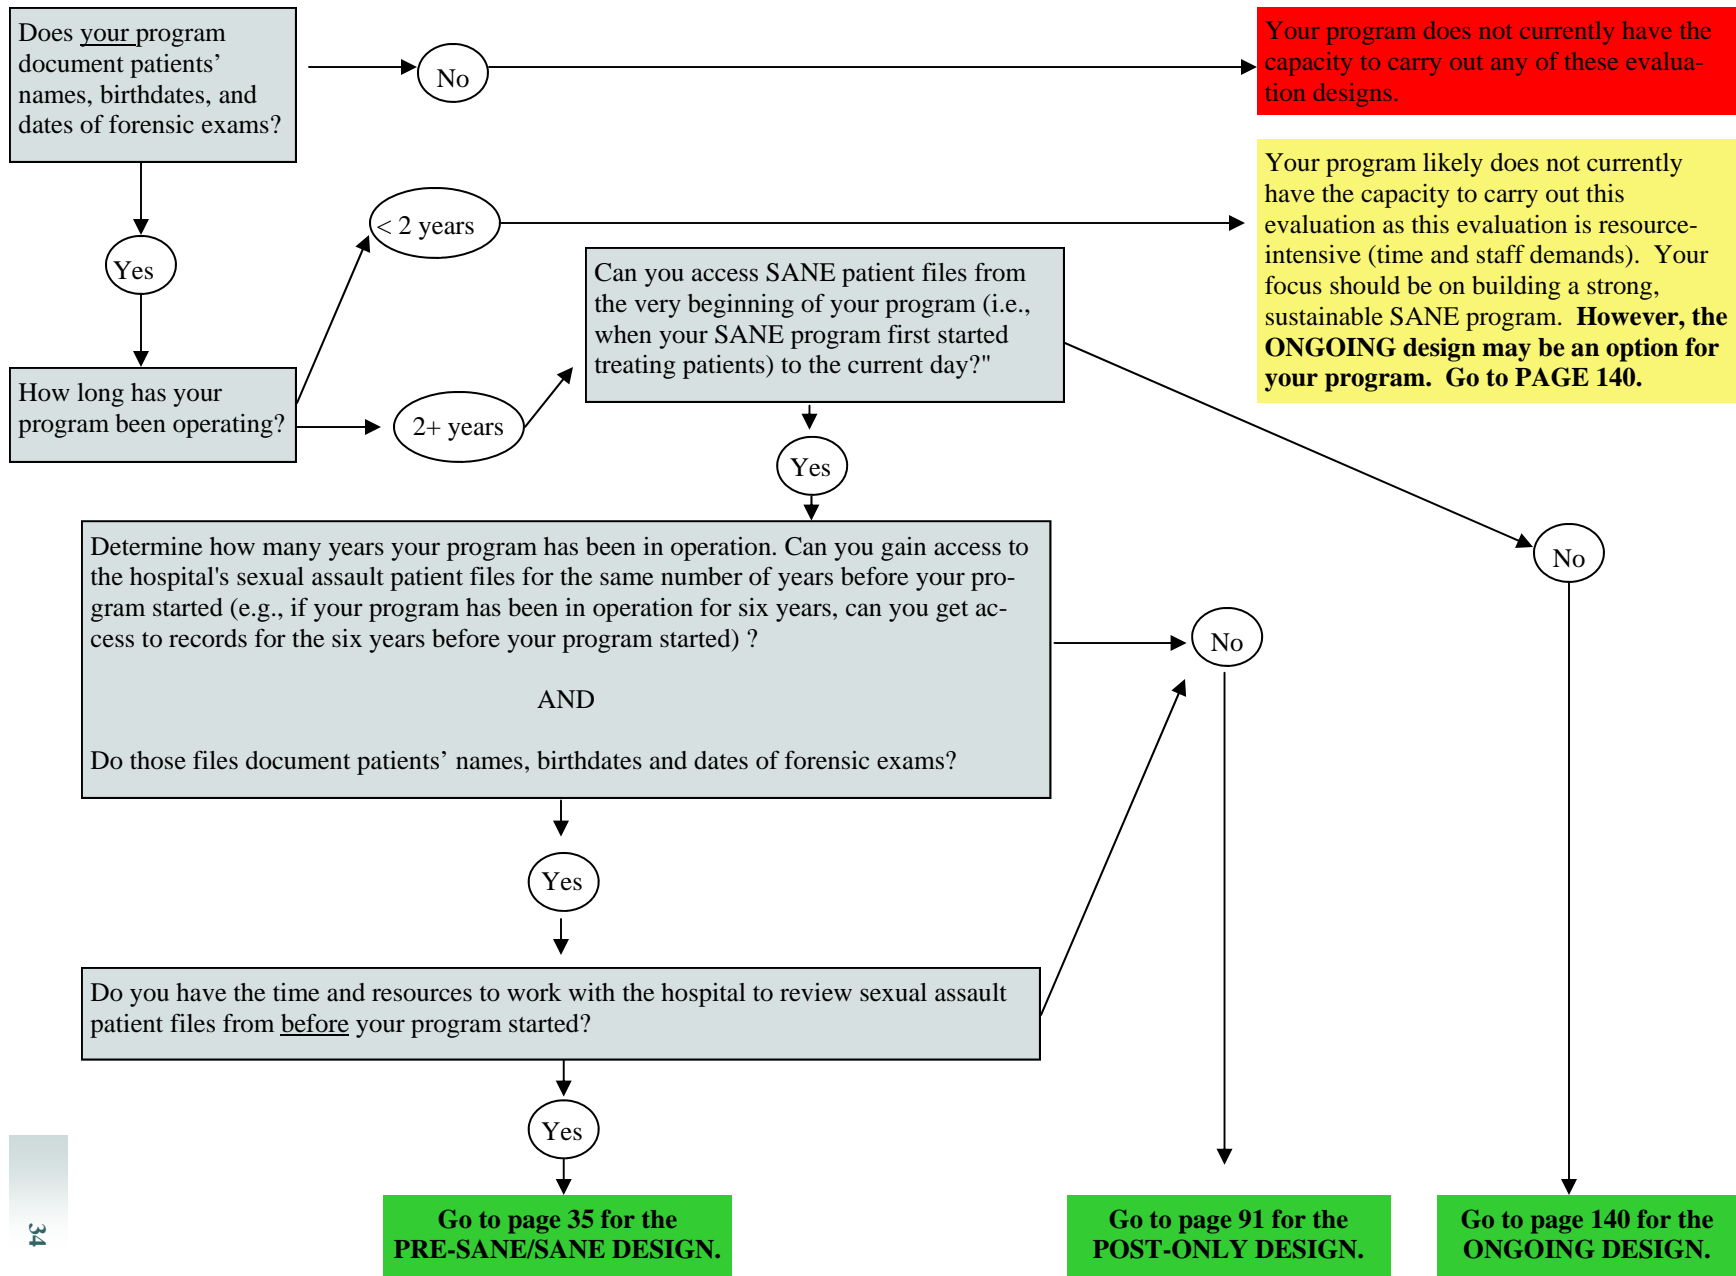 Does your program
document patients’
names, birthdates, and
dates of forensic exams?
No
Your program does not currently have the
capacity to carry out any of these evalua-
tion designs.
Yes
< 2 years
Your program likely does not currently
have the capacity to carry out this
evaluation as this evaluation is resource-
intensive (time and staff demands).  Your
focus should be on building a strong,
sustainable SANE program.  However, the
ONGOING design may be an option for
your program.  Go to PAGE 140.
How long has your
program been operating?
2+ years
Can you access SANE patient files from
the very beginning of your program (i.e.,
when your SANE program first started
treating patients) to the current day?"
Yes
No
Determine how many years your program has been in operation. Can you gain access to
the hospital's sexual assault patient files for the same number of years before your pro-
gram started (e.g., if your program has been in operation for six years, can you get ac-
cess to records for the six years before your program started) ?
AND
Do those files document patients’ names, birthdates and dates of forensic exams?
No
Yes
Do you have the time and resources to work with the hospital to review sexual assault
patient files from before your program started?
Yes
Go to page 35 for the
PRE-SANE/SANE DESIGN.
Go to page 91 for the
POST-ONLY DESIGN.
Go to page 140 for the
ONGOING DESIGN.
34